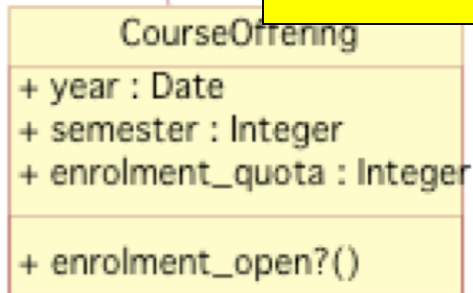 CourseOffering
+ year : Date
+ semester : Integer
+ enrolment_quota : Integer
+ enrolment_open?()